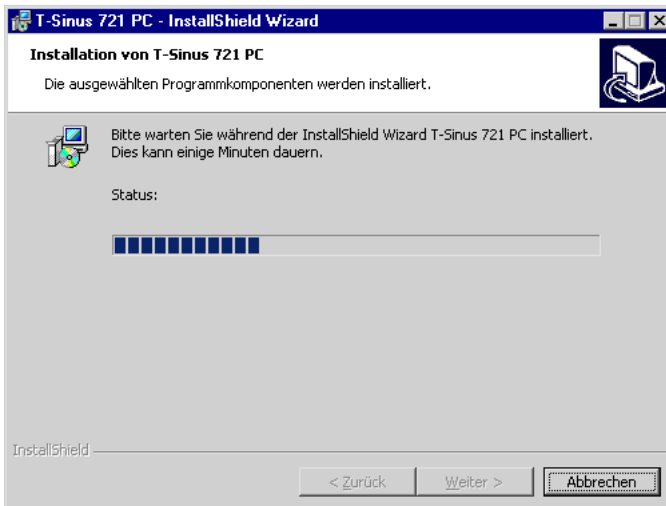 T-Sinus 721 PC - InstallShield Wizard
Installation von T-Sinus 721 PC
Die ausgewählten Programmkomponenten werden installiert.
Bitte warten Sie während der InstallShield Wizard T-Sinus 721 PC installiert.
Dies kann einige Minuten dauern.
Status:
InstallShield
< Zurück
Weiter >
Abbrechen